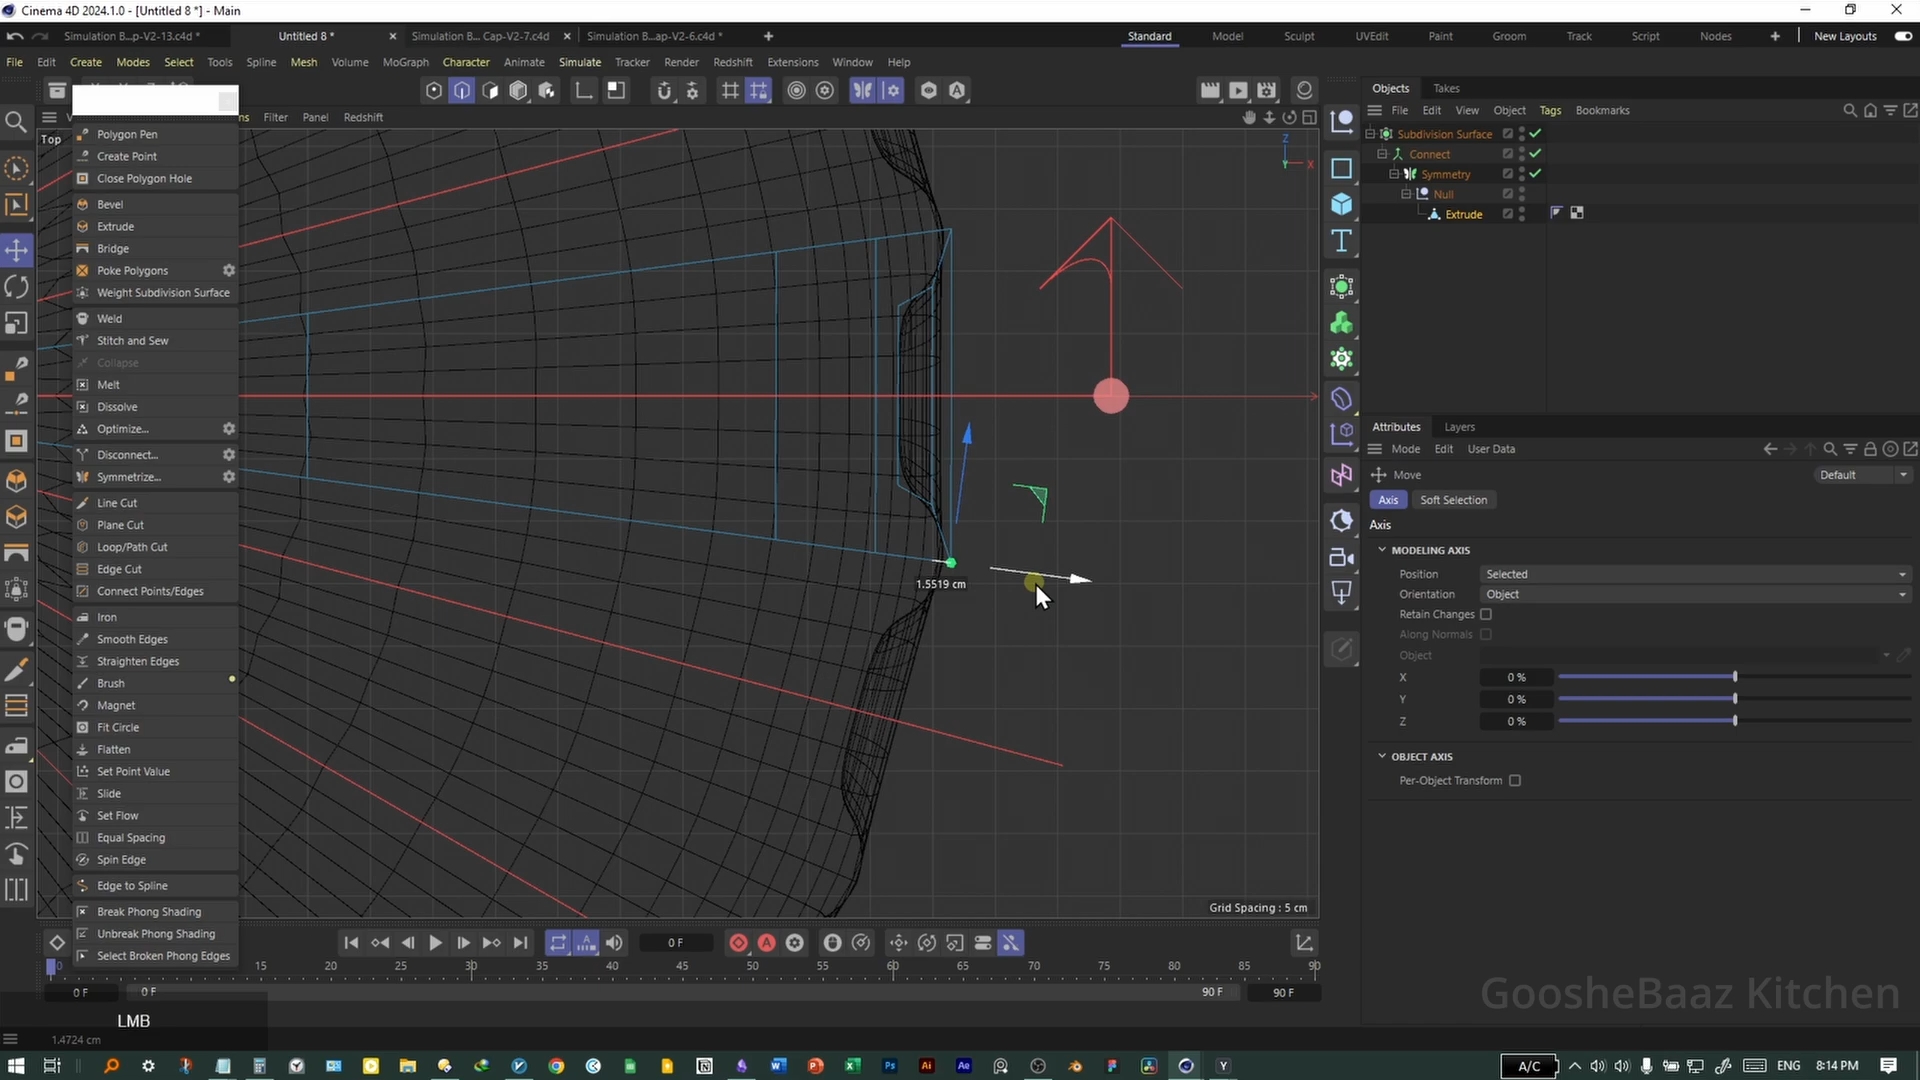 Cinema 4D 2024.1.0 - [Untitled 8 *] - Main
Simulation B...p-V2-13.c4d *
Untitled 8 *
Simulation B... Cap-V2-7.c4d
Simulation B...ap-V2-6.c4d *
Standard
Model
Sculpt
UVEdit
Paint
Groom
Track
Script
Nodes
New Layouts
File
Edit
Create
Modes
Select
Tools
Spline
Mesh
Volume
MoGraph
Character
Animate
Simulate
Tracker
Render
Redshift
Extensions
Window
Help
Objects
Takes
File
Edit
View
Object
Tags
Bookmarks
Filter
Panel
Redshift
Top
Polygon Pen
Create Point
Close Polygon Hole
Bevel
Extrude
Bridge
Poke Polygons
Weight Subdivision Surface
Weld
Stitch and Sew
Collapse
Melt
Dissolve
Optimize...
Disconnect...
Symmetrize...
Line Cut
Plane Cut
Loop/Path Cut
Edge Cut
Connect Points/Edges
Iron
Smooth Edges
Straighten Edges
Brush
Magnet
Fit Circle
Flatten
Set Point Value
Slide
Set Flow
Equal Spacing
Spin Edge
Edge to Spline
Break Phong Shading
Unbreak Phong Shading
Select Broken Phong Edges
Z
X
Y
1.5519 cm
Grid Spacing : 5 cm
Subdivision Surface
Connect
Symmetry
Null
Extrude
Attributes
Layers
Mode
Edit
User Data
Move
Default
Axis
Soft Selection
Axis
MODELING AXIS
Position
Selected
Orientation
Object
Retain Changes
Along Normals
Object
X
0 %
Y
0 %
Z
0 %
OBJECT AXIS
Per-Object Transform
0 F
0
15
20
25
30
35
40
45
50
55
60
65
70
75
80
85
90
0 F
0 F
90 F
90 F
LMB
1.4724 cm
GoosheBaaz Kitchen
A/C
ENG
8:14 PM